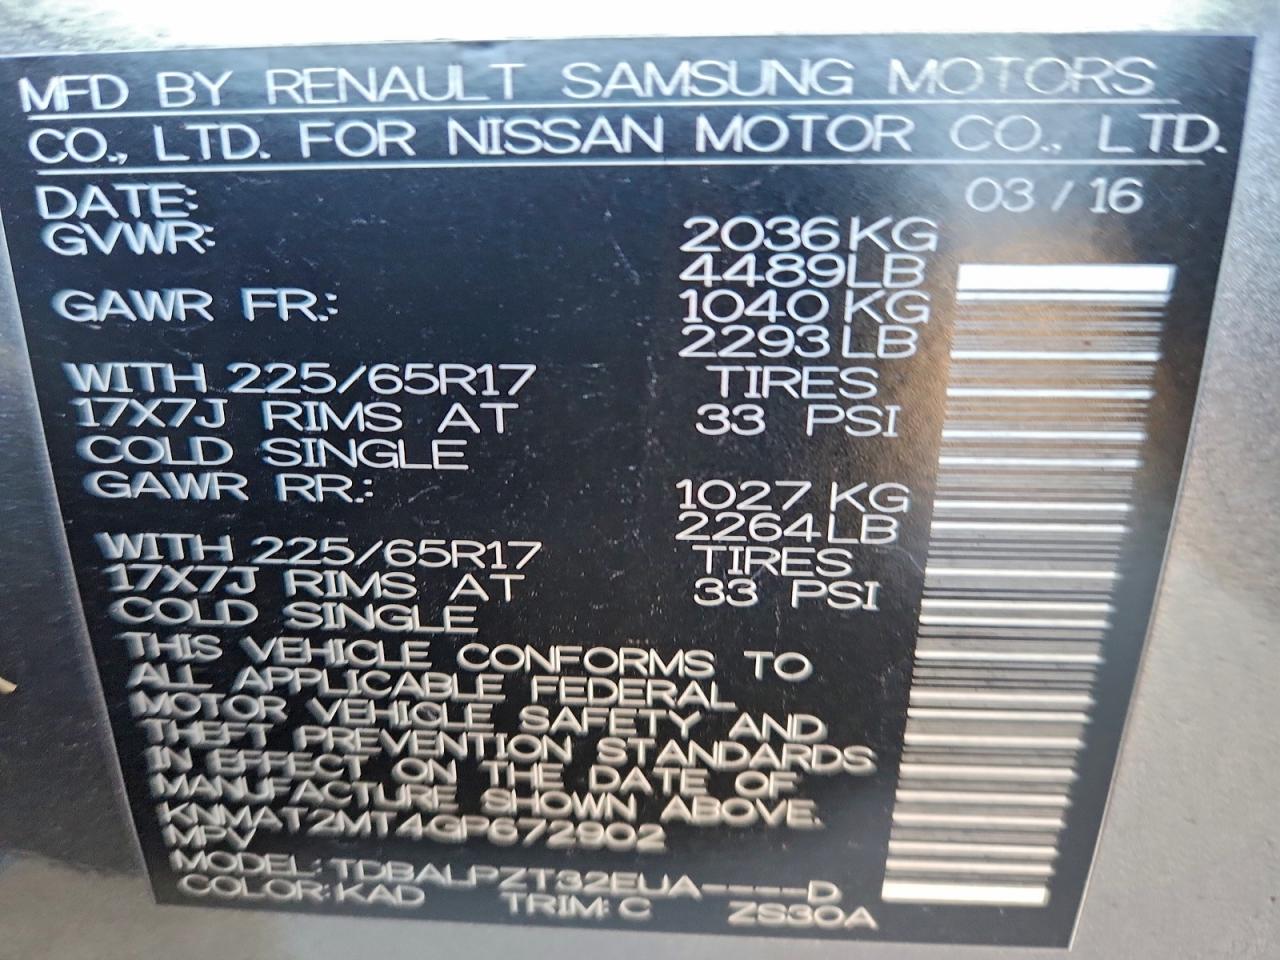 MFD BY RENAULT SAMSUNG MOTORS
CO., LTD. FOR NISSAN MOTOR CO., LTD.
DATE: 03 / 16
GVWR: 2036 KG
4489 LB
GAWR FR.: 1040 KG
2293 LB
WITH 225/65R17 TIRES
17X7J RIMS AT 33 PSI
COLD SINGLE
GAWR RR.: 1027 KG
2264 LB
WITH 225/65R17 TIRES
17X7J RIMS AT 33 PSI
COLD SINGLE
THIS VEHICLE CONFORMS TO
ALL APPLICABLE FEDERAL
MOTOR VEHICLE SAFETY AND
THEFT PREVENTION STANDARDS
IN EFFECT ON THE DATE OF
MANUFACTURE SHOWN ABOVE.
KNMAT2MT4GP672902
MPV
MODEL: TDBALPZT32EUA----D
COLOR: KAD TRIM: C ZS30A